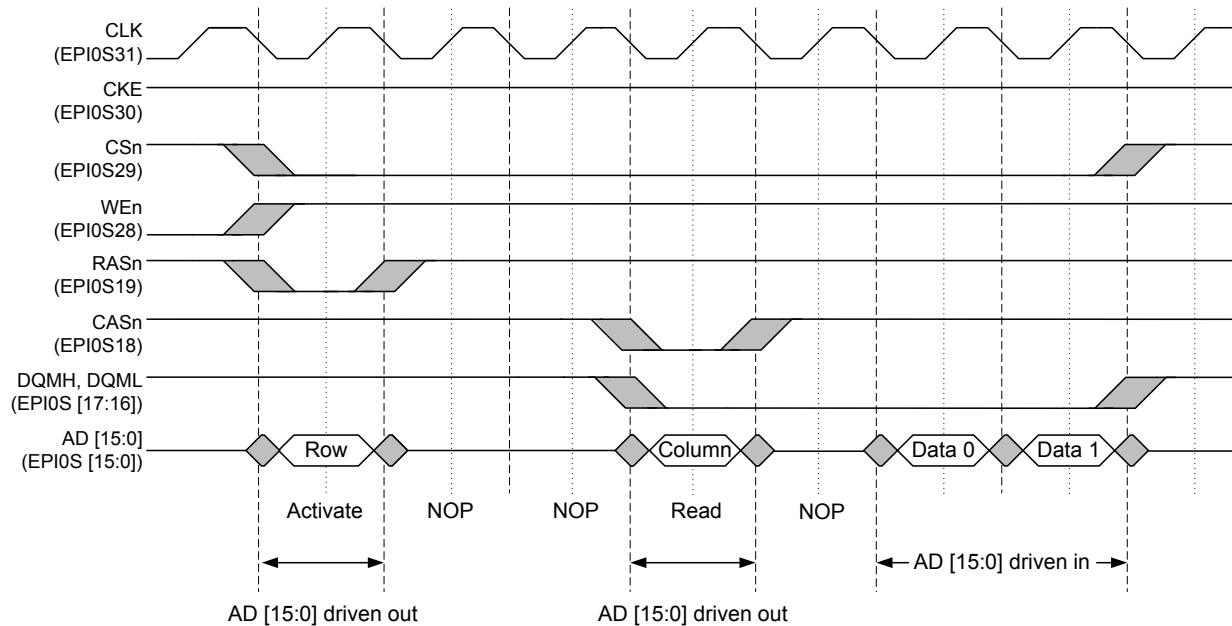 CLK
(EPI0S31)
CKE
(EPI0S30)
CSn
(EPI0S29)
WEn
(EPI0S28)
RASn
(EPI0S19)
CASn
(EPI0S18)
DQMH, DQML
(EPI0S [17:16])
AD [15:0]
(EPI0S [15:0])
Row
Column
Data 0
Data 1
Activate
NOP
NOP
Read
NOP
AD [15:0] driven in
AD [15:0] driven out
AD [15:0] driven out